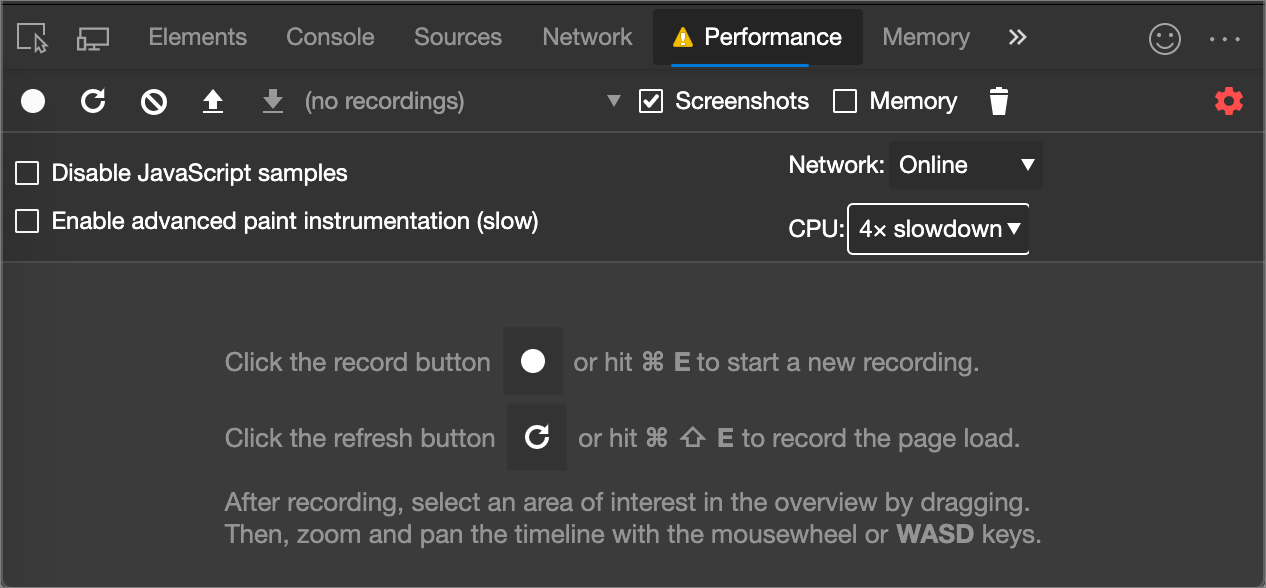 Elements Console Sources Network Performance Memory »
(no recordings) Screenshots Memory
Disable JavaScript samples Network: Online
Enable advanced paint instrumentation (slow)
CPU: 4× slowdown
Click the record button or hit ⌘ E to start a new recording.
Click the refresh button or hit ⌘ ⇧ E to record the page load.
After recording, select an area of interest in the overview by dragging.
Then, zoom and pan the timeline with the mousewheel or WASD keys.